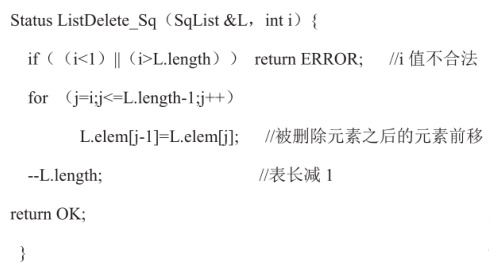 Status ListDelete_Sq（SqList &L，int i）{
if（（i<1）||（i>L.length）） return ERROR; //i 值不合法
for （j=i;j<=L.length-1;j++）
L.elem[j-1]=L.elem[j]; //被删除元素之后的元素前移
--L.length; //表长减 1
return OK;
}